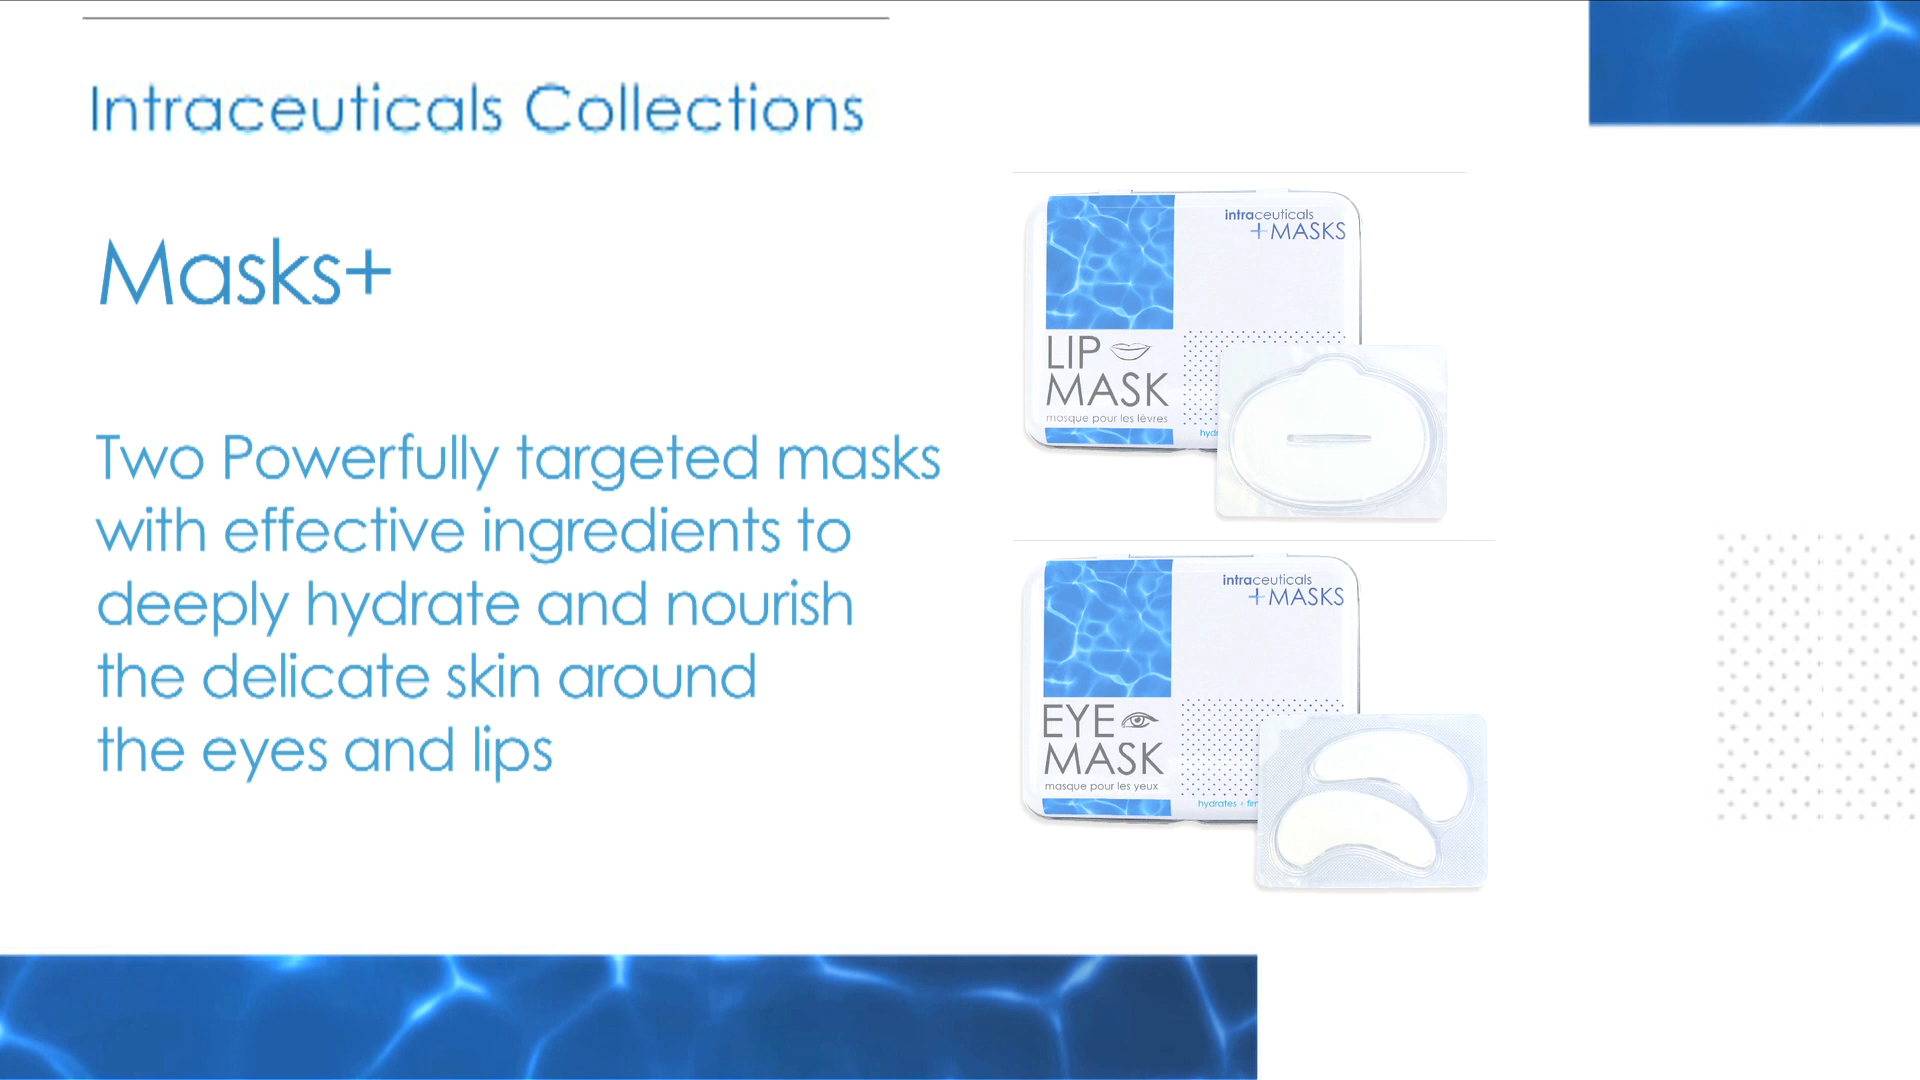 Intraceuticals Collections
Masks+
Two Powerfully targeted masks
with effective ingredients to
deeply hydrate and nourish
the delicate skin around
the eyes and lips
intraceuticals
+MASKS
LIP
MASK
masque pour les lèvres
intraceuticals
+MASKS
EYE
MASK
masque pour les yeux
hydrates +